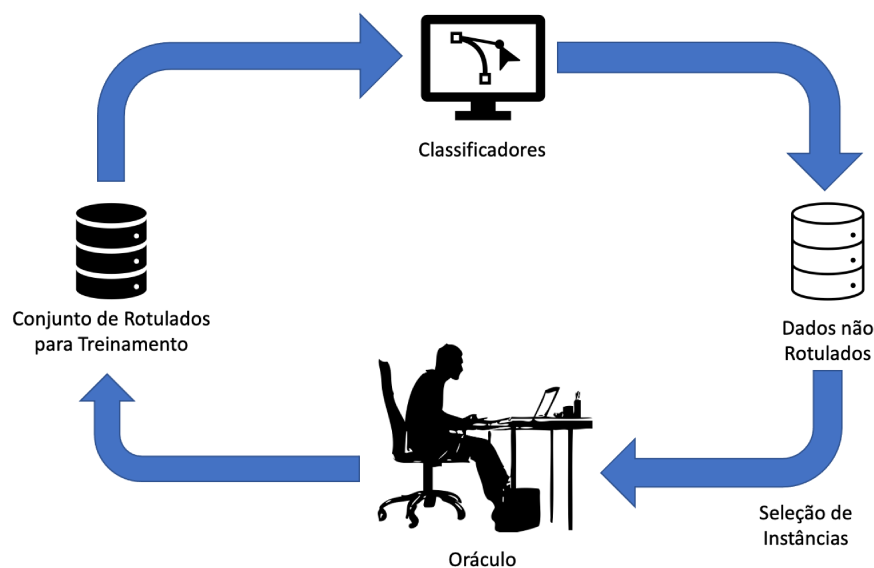 Classificadores
Conjunto de Rotulados
para Treinamento
Dados não
Rotulados
Seleção de
Instâncias
Oráculo